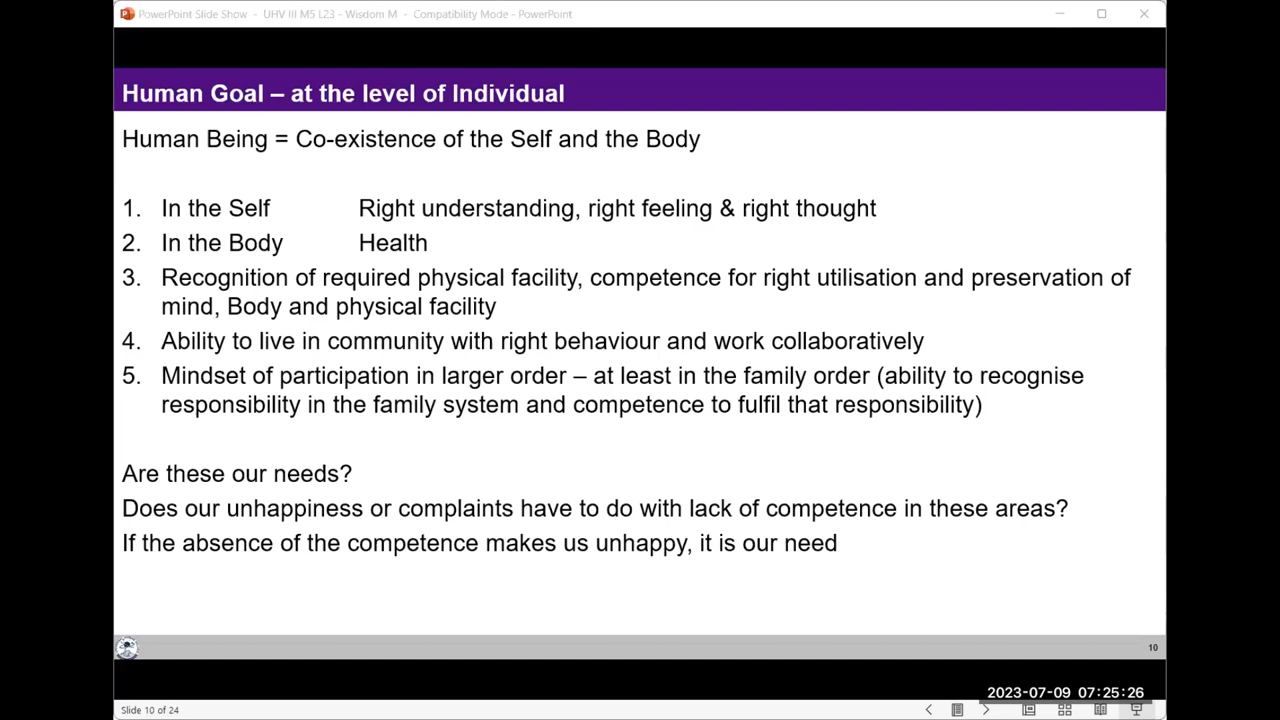 PowerPoint Slide Show - UHV III M5 L23 - Wisdom M - Compatibility Mode - PowerPoint
Human Goal – at the level of Individual
Human Being = Co-existence of the Self and the Body
1. In the Self Right understanding, right feeling & right thought
2. In the Body Health
3. Recognition of required physical facility, competence for right utilisation and preservation of
mind, Body and physical facility
4. Ability to live in community with right behaviour and work collaboratively
5. Mindset of participation in larger order – at least in the family order (ability to recognise
responsibility in the family system and competence to fulfil that responsibility)
Are these our needs?
Does our unhappiness or complaints have to do with lack of competence in these areas?
If the absence of the competence makes us unhappy, it is our need
10
2023-07-09 07:25:26
Slide 10 of 24